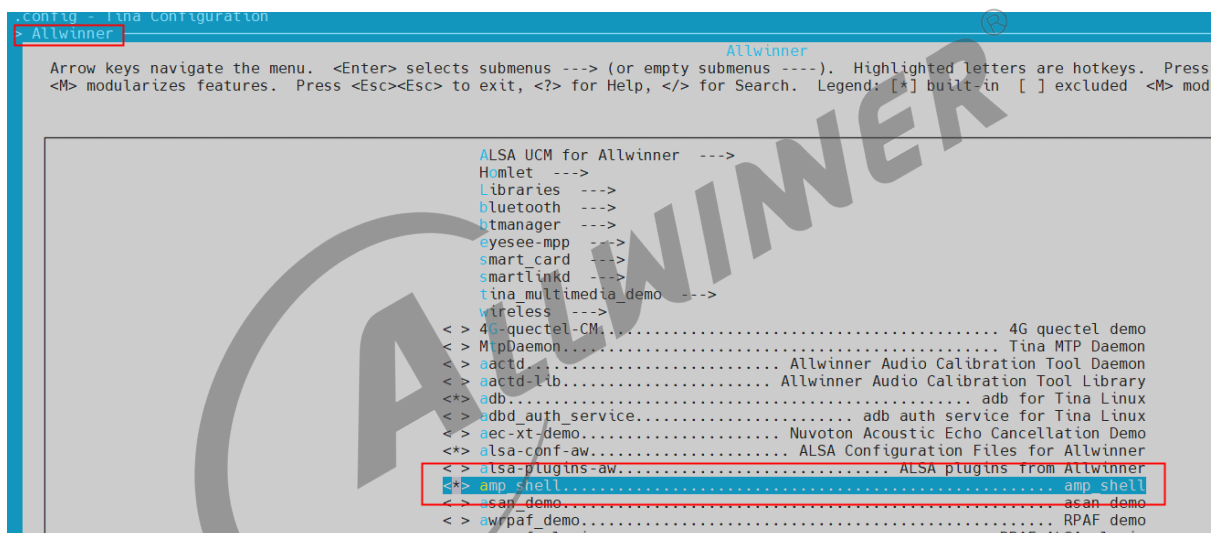 .config - Tina Configuration
> Allwinner
Allwinner
Arrow keys navigate the menu. <Enter> selects submenus ---> (or empty submenus ----). Highlighted letters are hotkeys. Press
<M> modularizes features. Press <Esc><Esc> to exit, <?> for Help, </> for Search. Legend: [*] built-in [ ] excluded <M> mod
ALSA UCM for Allwinner --->
Homlet --->
Libraries --->
bluetooth --->
btmanager --->
eyesee-mpp --->
smart_card --->
smartlinkd --->
tina_multimedia_demo --->
wireless --->
< > 4G-quectel-CM............................................. 4G quectel demo
< > MtpDaemon................................................. Tina MTP Daemon
< > aactd............................ Allwinner Audio Calibration Tool Daemon
< > aactd-lib....................... Allwinner Audio Calibration Tool Library
<*> adb.................................................... adb for Tina Linux
< > adbd_auth_service........................ adb auth service for Tina Linux
< > aec-xt-demo...................... Nuvoton Acoustic Echo Cancellation Demo
<*> alsa-conf-aw....................... ALSA Configuration Files for Allwinner
< > alsa-plugins-aw............................... ALSA plugins from Allwinner
<*> amp_shell....................................................... amp_shell
< > asan_demo....................................................... asan demo
< > awrpaf_demo..................................................... RPAF demo
ALLWINNER®